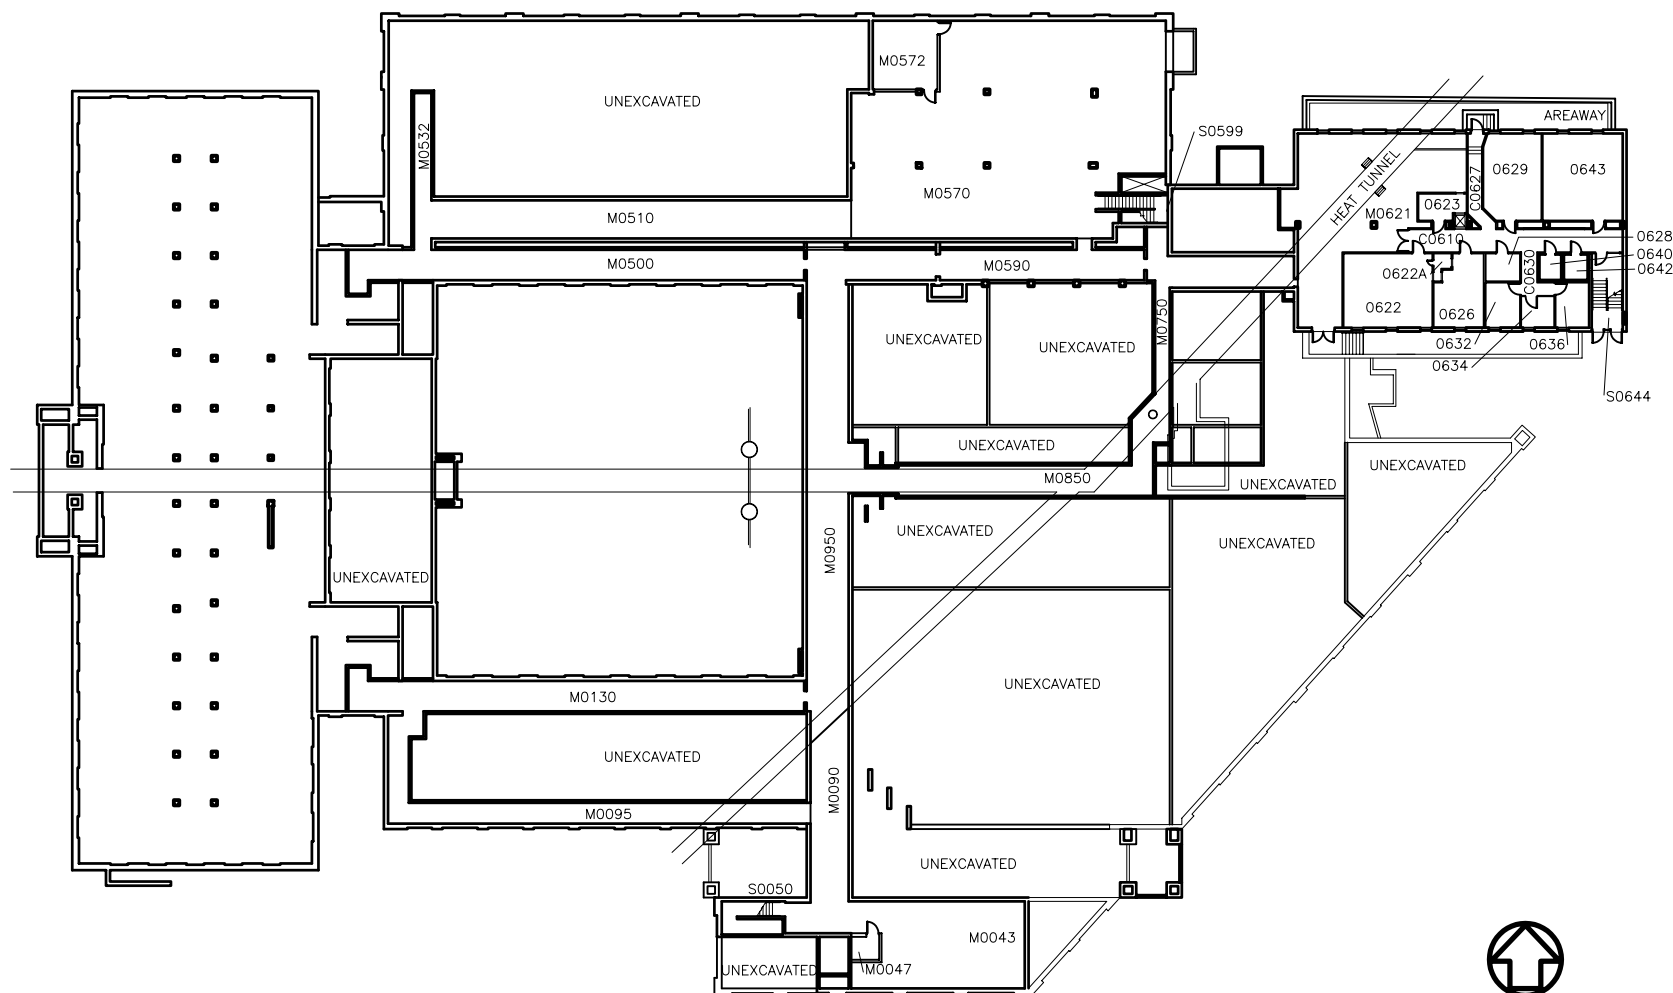 M0572
UNEXCAVATED
AREAWAY
S0599
M0532
HEAT TUNNEL
C0627
0629
0643
M0570
0623
M0510
M0621
C0610
0628
0640
0642
M0500
M0590
0622A
C0630
0622
0626
M0750
UNEXCAVATED
UNEXCAVATED
0632
0636
0634
S0644
UNEXCAVATED
UNEXCAVATED
M0850
UNEXCAVATED
UNEXCAVATED
UNEXCAVATED
M0950
UNEXCAVATED
UNEXCAVATED
M0130
UNEXCAVATED
M0090
M0095
UNEXCAVATED
S0050
M0043
UNEXCAVATED
M0047